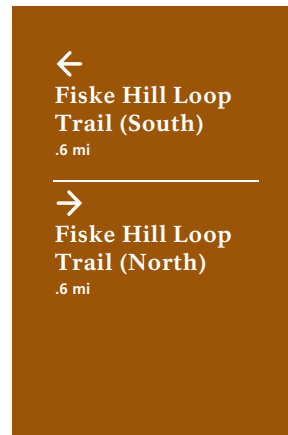 ←
Fiske Hill Loop
Trail (South)
.6 mi
→
Fiske Hill Loop
Trail (North)
.6 mi